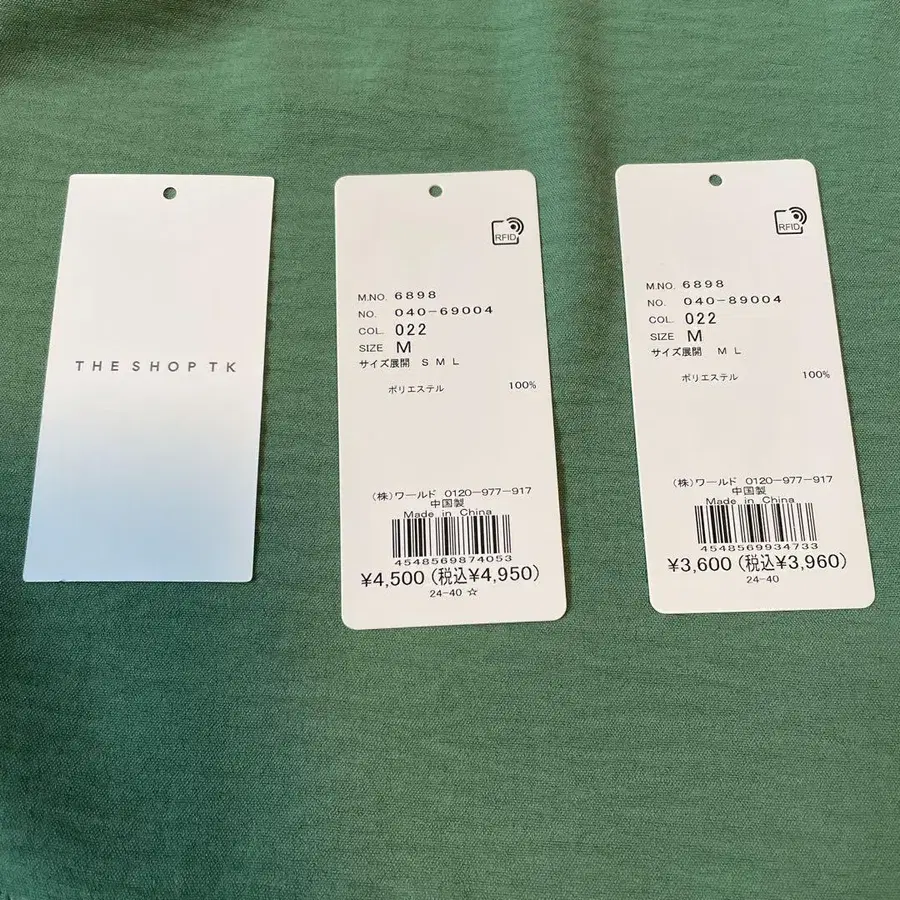 THE SHOP TK
RFID
M.NO. 6898
NO. 040-69004
COL. 022
SIZE M
サイズ展開 S M L
ポリエステル 100%
(株)ワールド 0120-977-917
中国製
Made in China
4548569874053
¥4,500(税込¥4,950)
24-40 ☆
RFID
M.NO. 6898
NO. 040-89004
COL. 022
SIZE M
サイズ展開 M L
ポリエステル 100%
(株)ワールド 0120-977-917
中国製
Made in China
4548569934733
¥3,600(税込¥3,960)
24-40